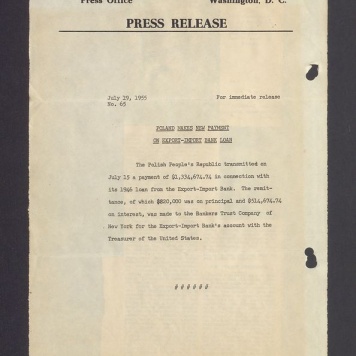 Press Office Washington, D. C.
PRESS RELEASE
July 29, 1955 For immediate release
No. 65
POLAND MAKES NEW PAYMENT
ON EXPORT-IMPORT BANK LOAN
The Polish People's Republic transmitted on
July 15 a payment of $1,334,674.74 in connection with
its 1946 loan from the Export-Import Bank. The remit-
tance, of which $820,000 was on principal and $514,674.74
on interest, was made to the Bankers Trust Company of
New York for the Export-Import Bank's account with the
Treasurer of the United States.
######